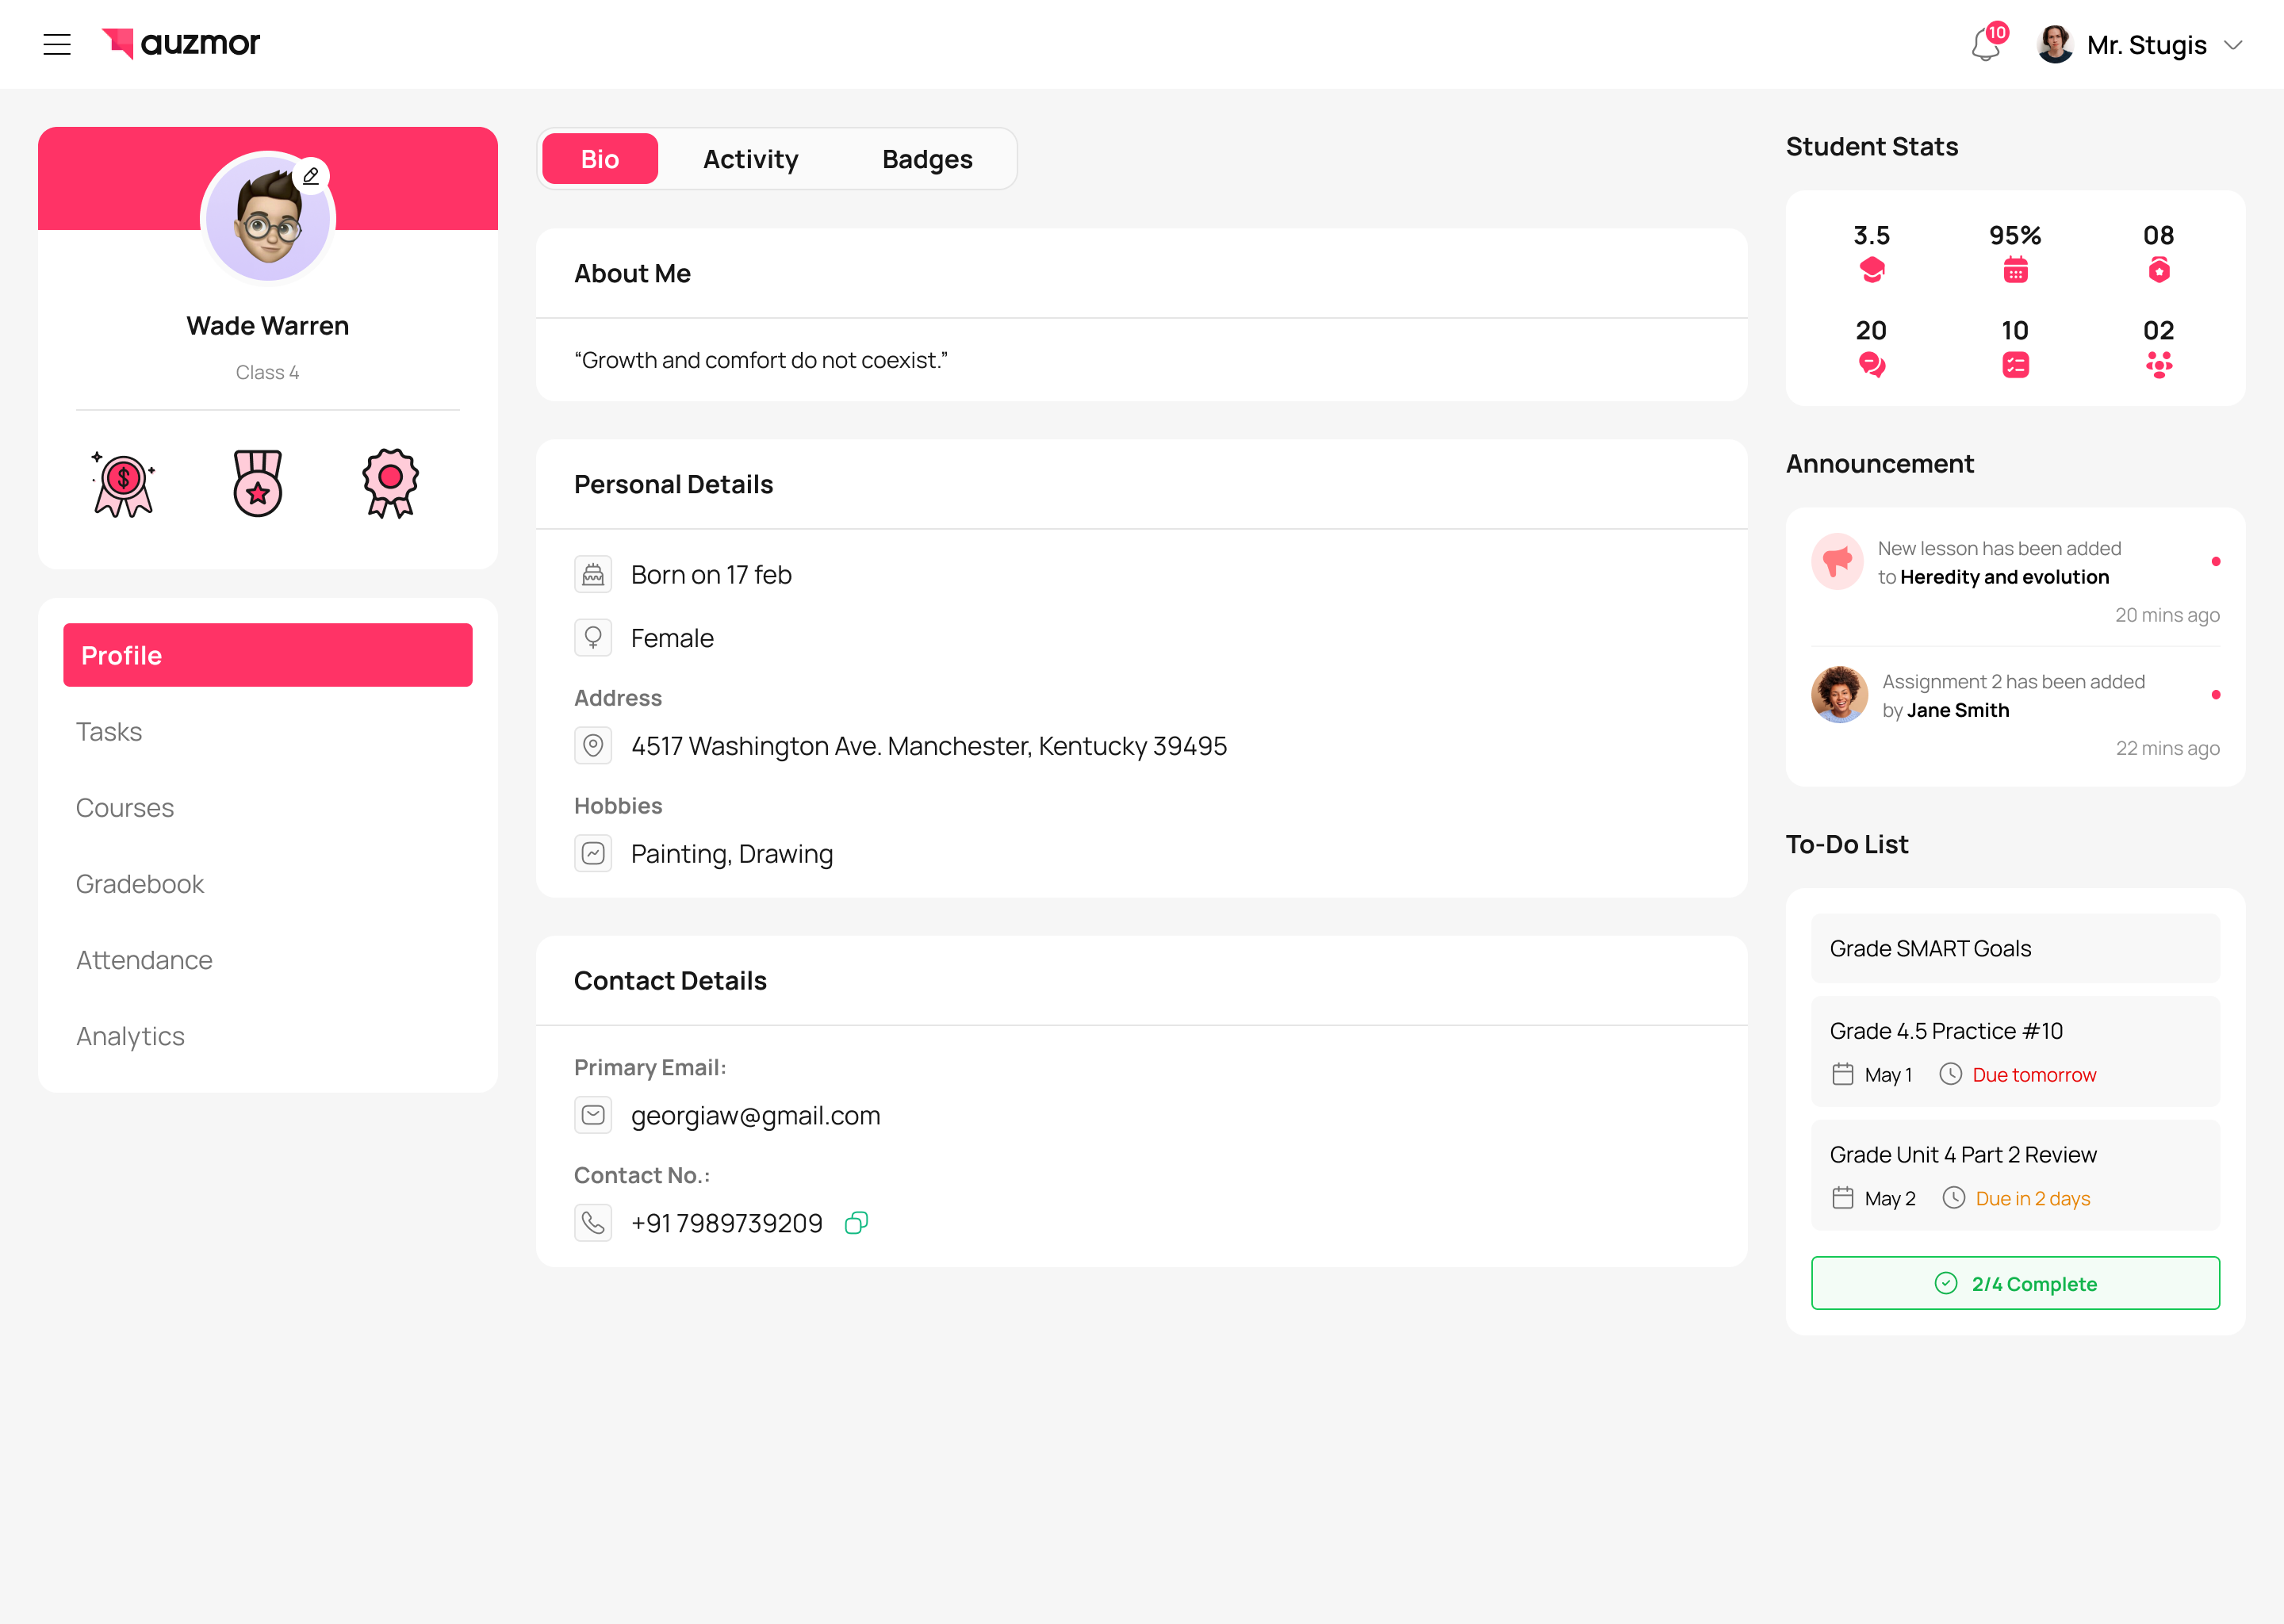 auzmor
10
Mr. Stugis
Wade Warren
Class 4
$
Profile
Tasks
Courses
Gradebook
Attendance
Analytics
Bio
Activity
Badges
About Me
“Growth and comfort do not coexist.”
Personal Details
Born on 17 feb
Female
Address
4517 Washington Ave. Manchester, Kentucky 39495
Hobbies
Painting, Drawing
Contact Details
Primary Email:
georgiaw@gmail.com
Contact No.:
+91 7989739209
Student Stats
3.5
95%
08
20
10
02
Announcement
New lesson has been added
to Heredity and evolution
20 mins ago
Assignment 2 has been added
by Jane Smith
22 mins ago
To-Do List
Grade SMART Goals
Grade 4.5 Practice #10
May 1
Due tomorrow
Grade Unit 4 Part 2 Review
May 2
Due in 2 days
2/4 Complete